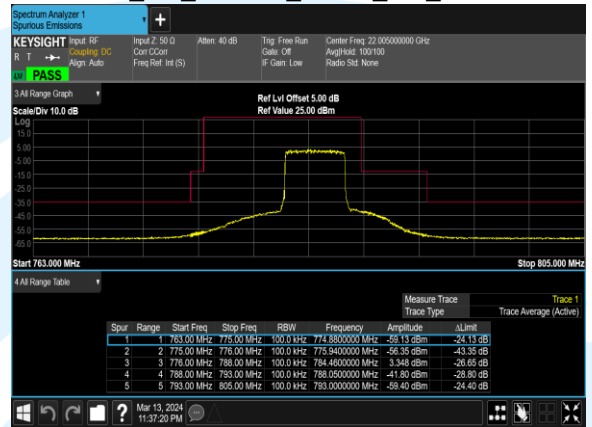 Spectrum Analyzer 1
Spurious Emissions
KEYSIGHT Input: RF Input Z: 50 Ω Atten: 40 dB Trig: Free Run Center Freq: 22.005000000 GHz
R T Coupling: DC Corr CCorr Gate: Off Avg|Hold: 100/100
Align: Auto Freq Ref: Int (S) IF Gain: Low Radio Std: None
PASS
3 All Range Graph
Ref Lvl Offset 5.00 dB
Scale/Div 10.0 dB Ref Value 25.00 dBm
Log
15.0
5.00
-5.00
-15.0
-25.0
-35.0
-45.0
-55.0
-65.0
Start 763.000 MHz Stop 805.000 MHz
4 All Range Table
Measure Trace Trace 1
Trace Type Trace Average (Active)
Spur Range Start Freq Stop Freq RBW Frequency Amplitude ΔLimit
1 1 763.00 MHz 775.00 MHz 100.0 kHz 774.8800000 MHz -59.13 dBm -24.13 dB
2 2 775.00 MHz 776.00 MHz 100.0 kHz 775.9400000 MHz -56.35 dBm -43.35 dB
3 3 776.00 MHz 788.00 MHz 100.0 kHz 784.4600000 MHz 3.348 dBm -26.65 dB
4 4 788.00 MHz 793.00 MHz 100.0 kHz 788.0500000 MHz -41.80 dBm -28.80 dB
5 5 793.00 MHz 805.00 MHz 100.0 kHz 793.0000000 MHz -59.40 dBm -24.40 dB
Mar 13, 2024
11:37:20 PM